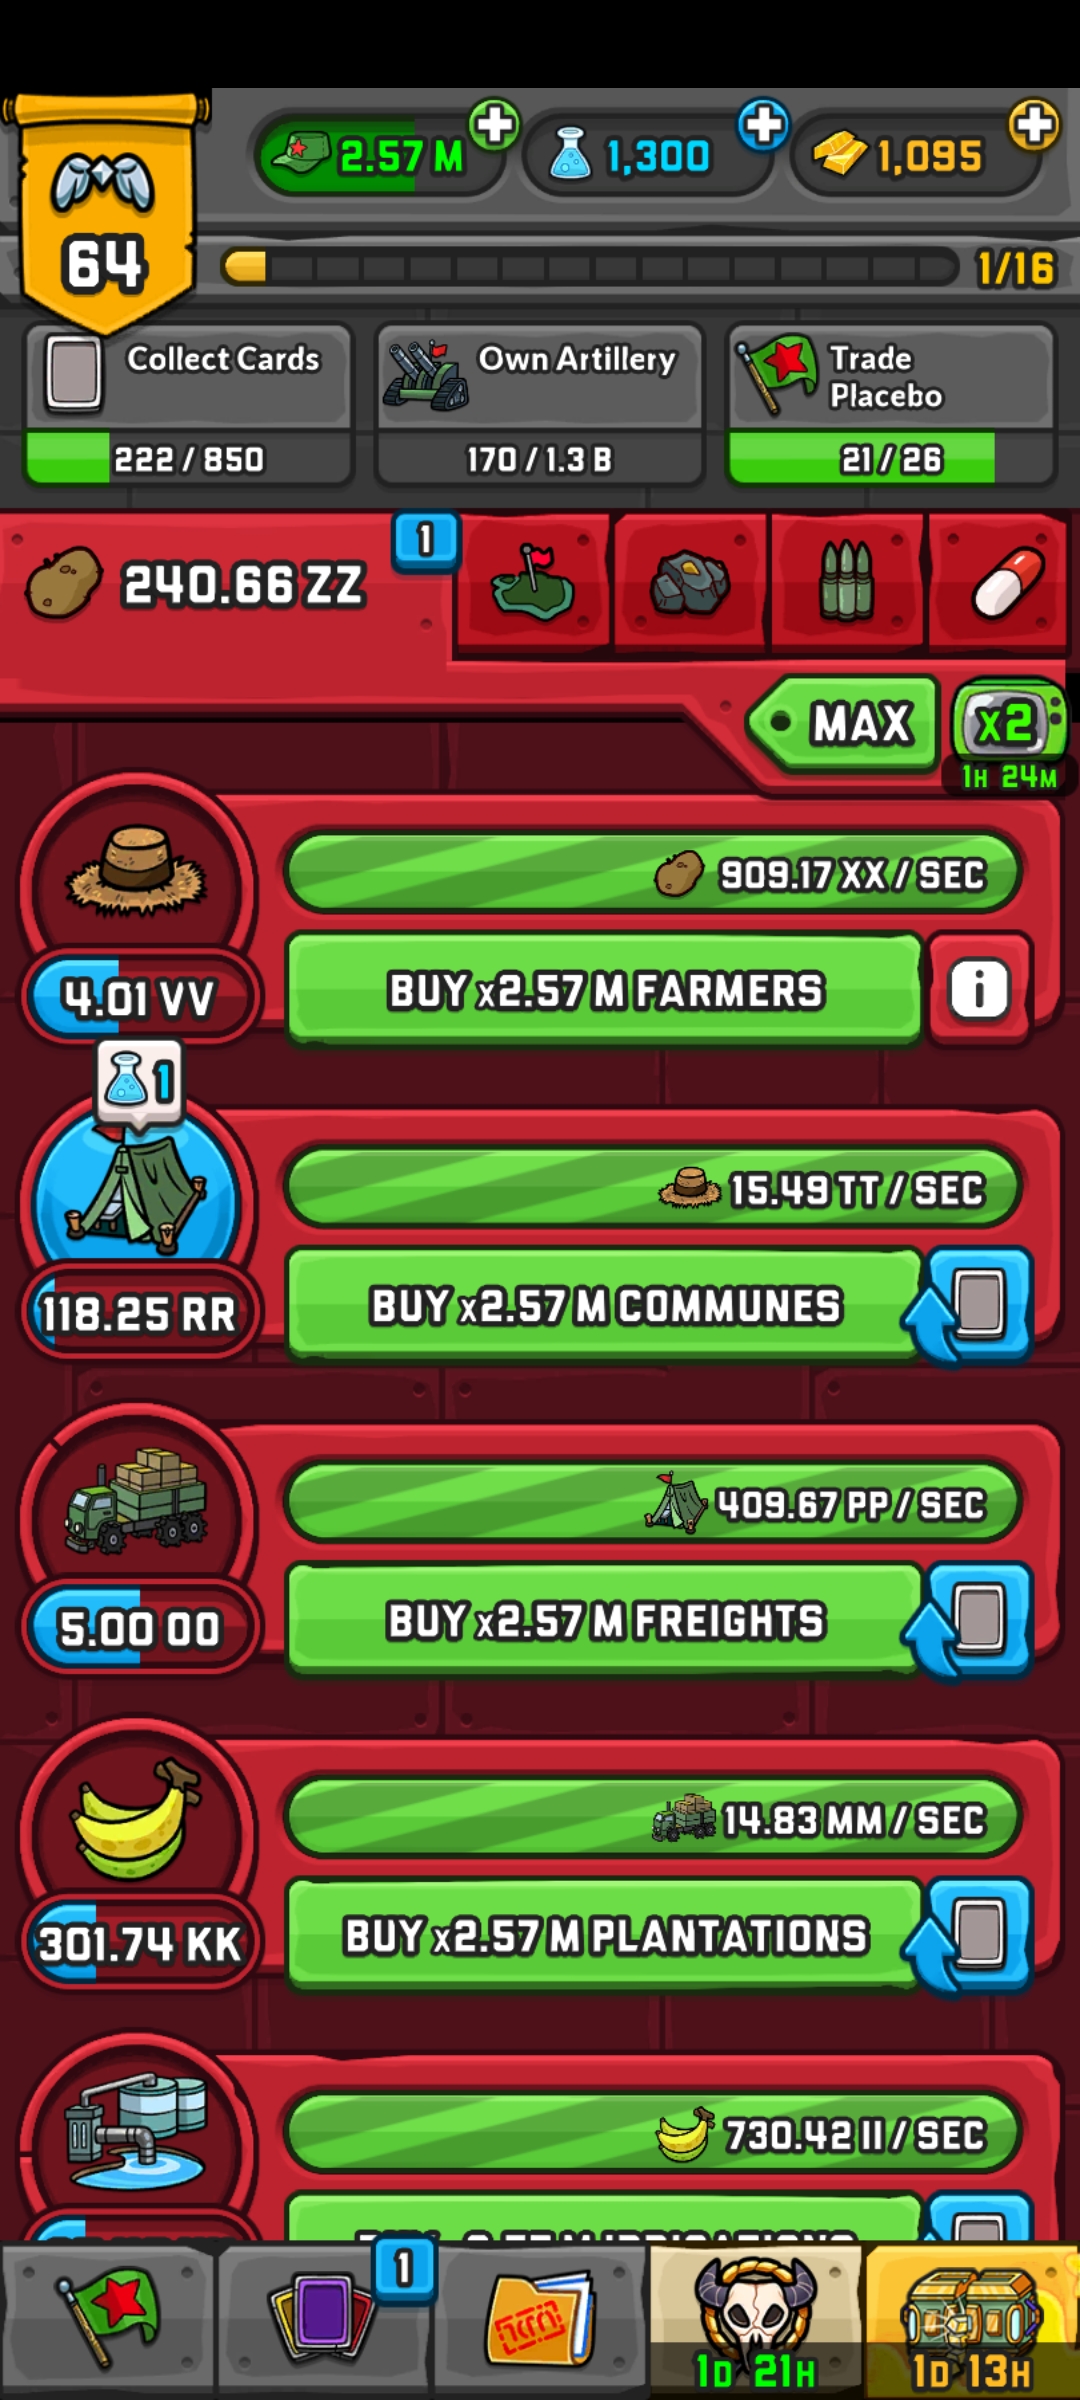 2.57 M
1,300
1,095
64
1/16
Collect Cards
222 / 850
Own Artillery
170 / 1.3 B
Trade
Placebo
21 / 26
240.66 ZZ
1
MAX
x2
1H 24M
909.17 XX / SEC
4.01 VV
BUY x2.57 M FARMERS
i
1
15.49 TT / SEC
118.25 RR
BUY x2.57 M COMMUNES
409.67 PP / SEC
5.00 OO
BUY x2.57 M FREIGHTS
14.83 MM / SEC
301.74 KK
BUY x2.57 M PLANTATIONS
730.42 II / SEC
1
1D 21H
1D 13H